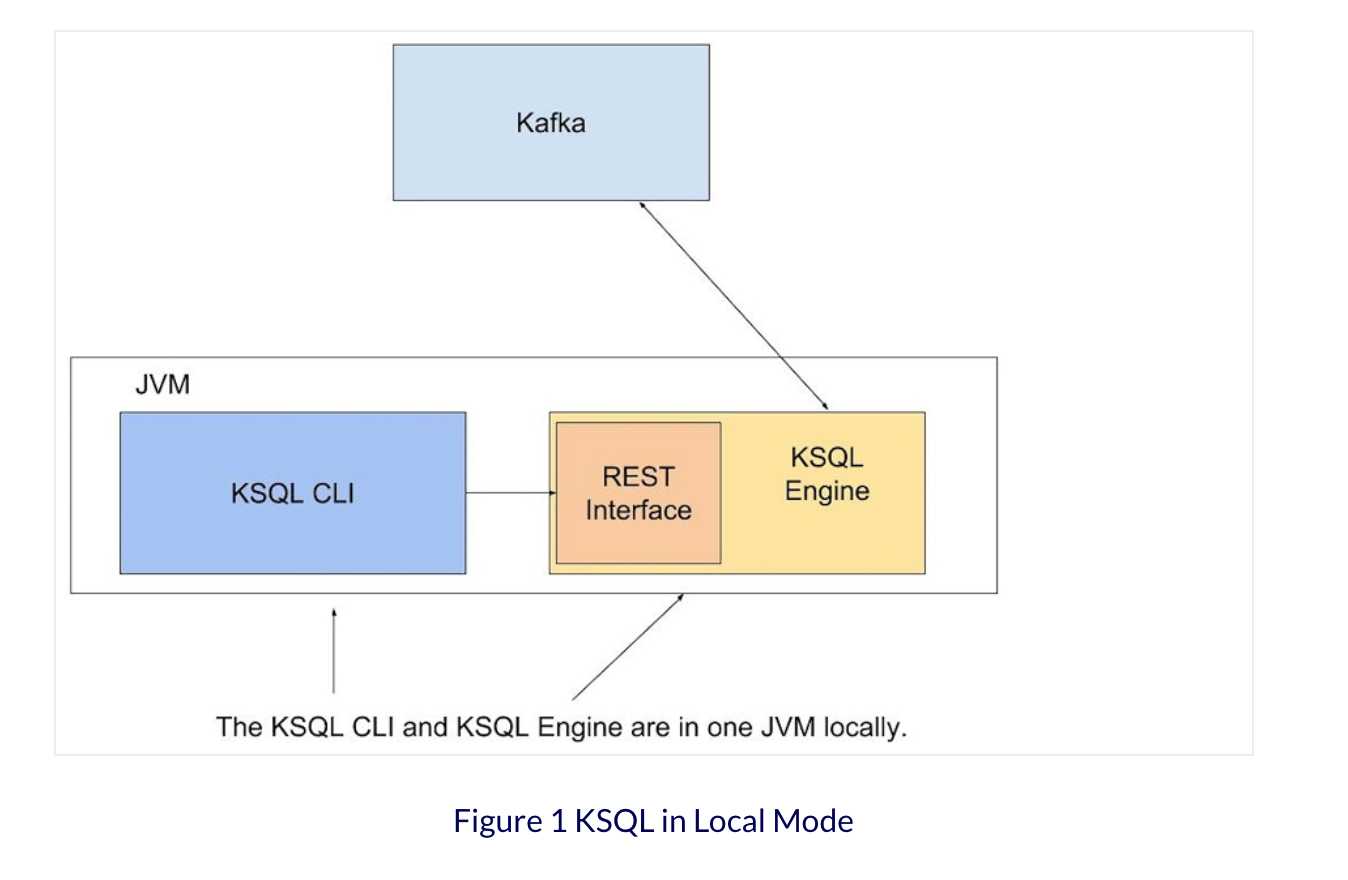 Kafka
JVM
KSQL CLI
REST
Interface
KSQL
Engine
The KSQL CLI and KSQL Engine are in one JVM locally.
Figure 1 KSQL in Local Mode